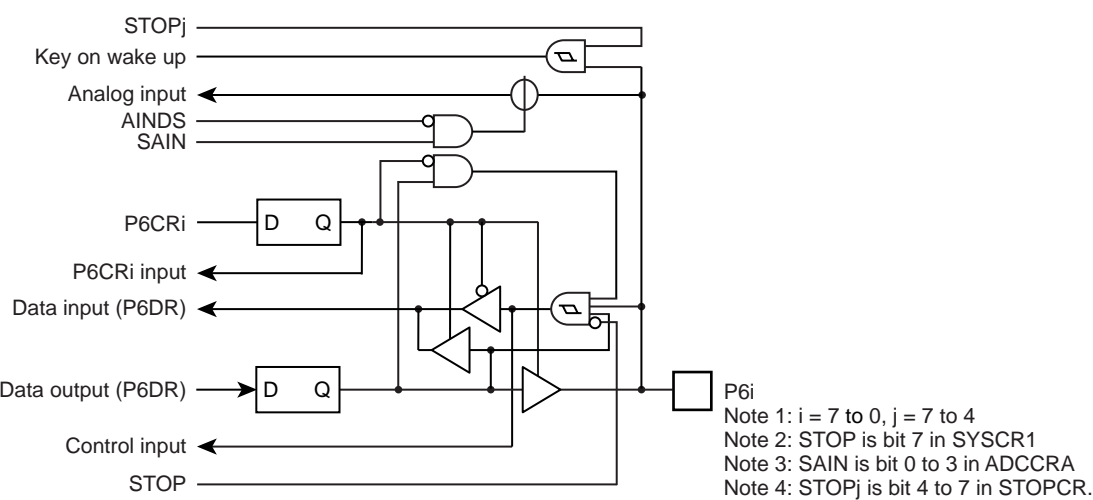 STOPj
Key on wake up
Analog input
AINDS
SAIN
P6CRi
D Q
P6CRi input
Data input (P6DR)
Data output (P6DR)
D Q
P6i
Note 1: i = 7 to 0, j = 7 to 4
Note 2: STOP is bit 7 in SYSCR1
Note 3: SAIN is bit 0 to 3 in ADCCRA
Note 4: STOPj is bit 4 to 7 in STOPCR.
Control input
STOP